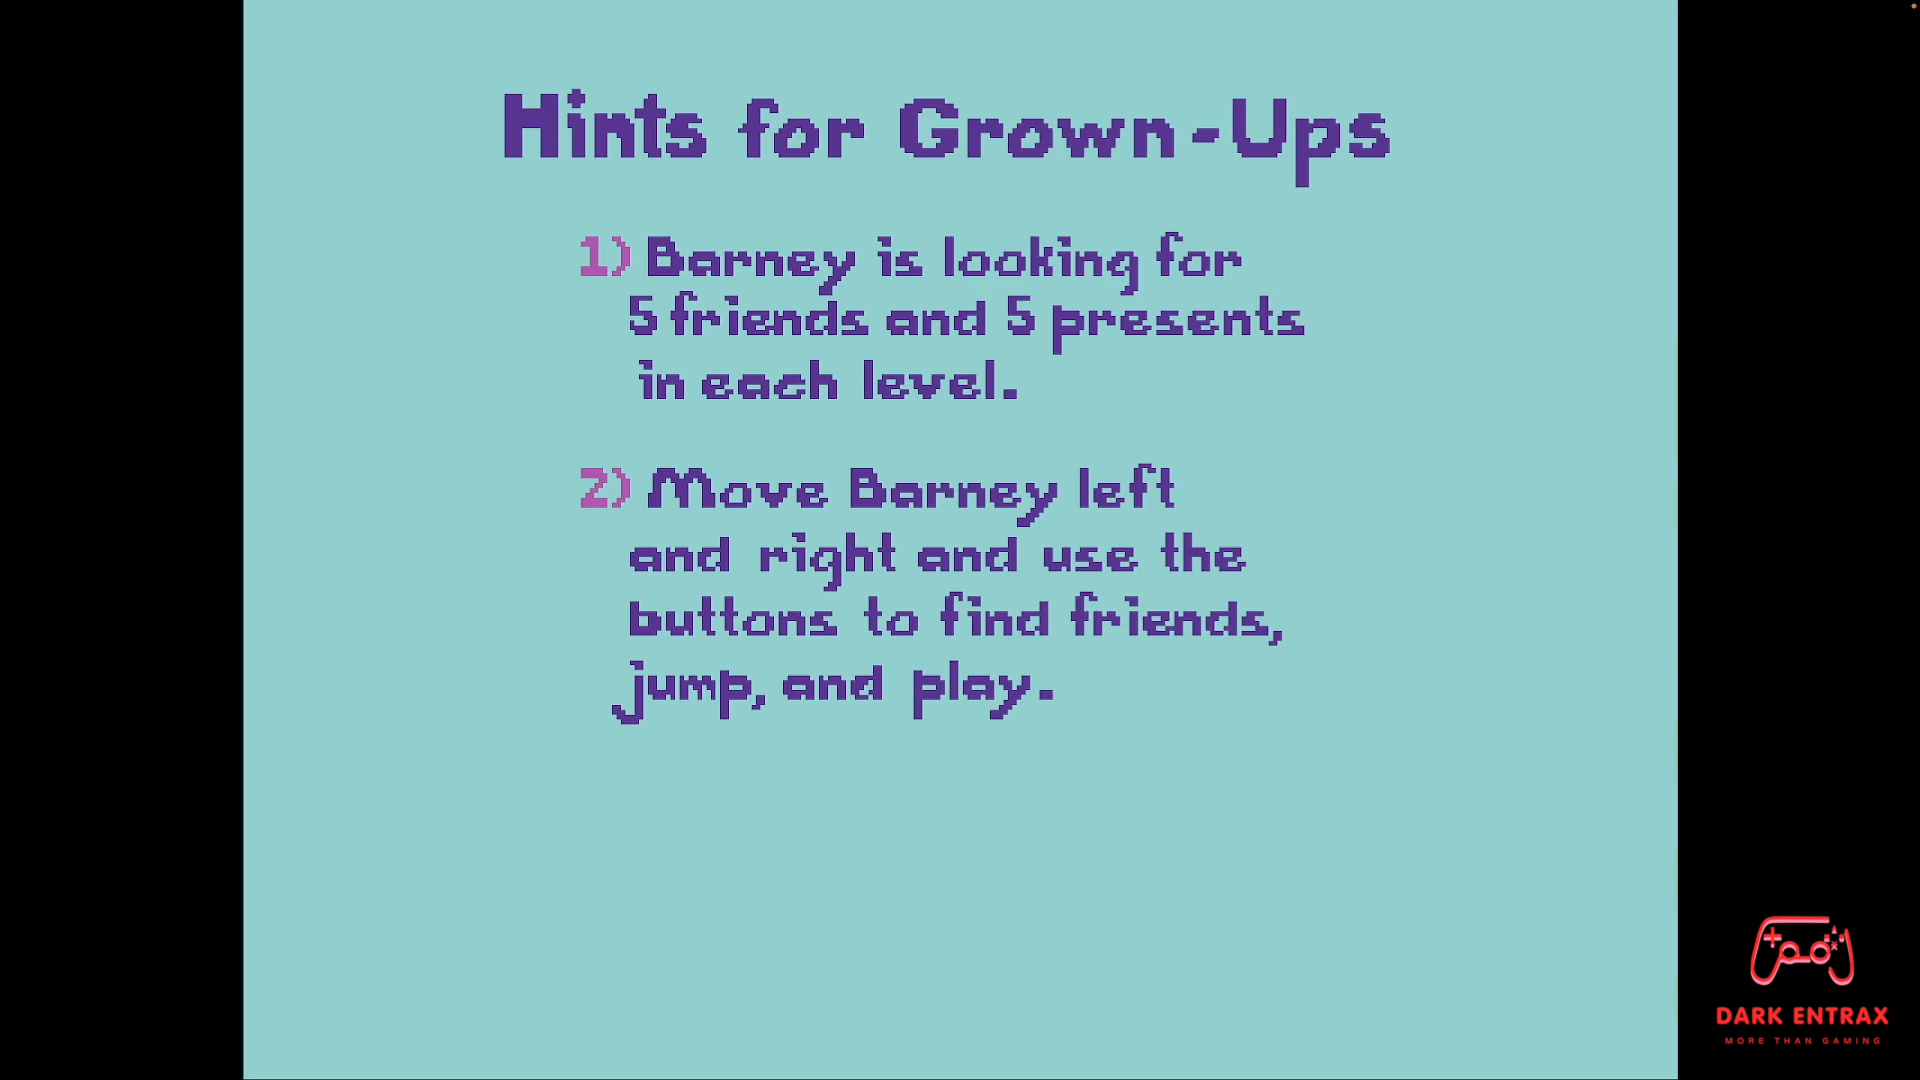 Hints for Grown-Ups
1) Barney is looking for
5 friends and 5 presents
in each level.
2) Move Barney left
and right and use the
buttons to find friends,
jump, and play.
DARK ENTRAX
MORE THAN GAMING